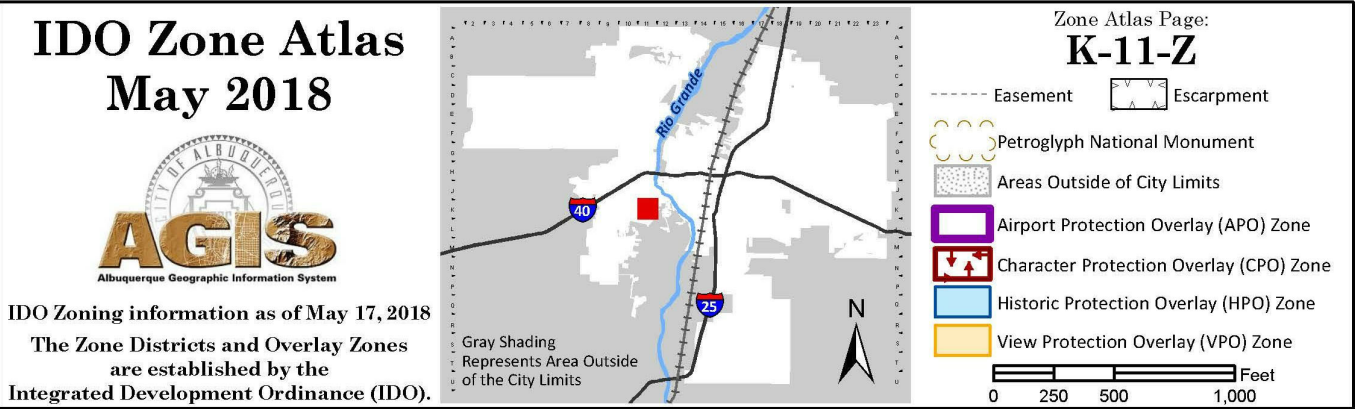 IDO Zone Atlas
May 2018
CITY OF ALBUQUERQUE
AGIS
Albuquerque Geographic Information System
IDO Zoning information as of May 17, 2018
The Zone Districts and Overlay Zones
are established by the
Integrated Development Ordinance (IDO).
Rio Grande
40
25
N
Gray Shading
Represents Area Outside
of the City Limits
Zone Atlas Page:
K-11-Z
Easement
Escarpment
Petroglyph National Monument
Areas Outside of City Limits
Airport Protection Overlay (APO) Zone
Character Protection Overlay (CPO) Zone
Historic Protection Overlay (HPO) Zone
View Protection Overlay (VPO) Zone
Feet
0 250 500 1,000